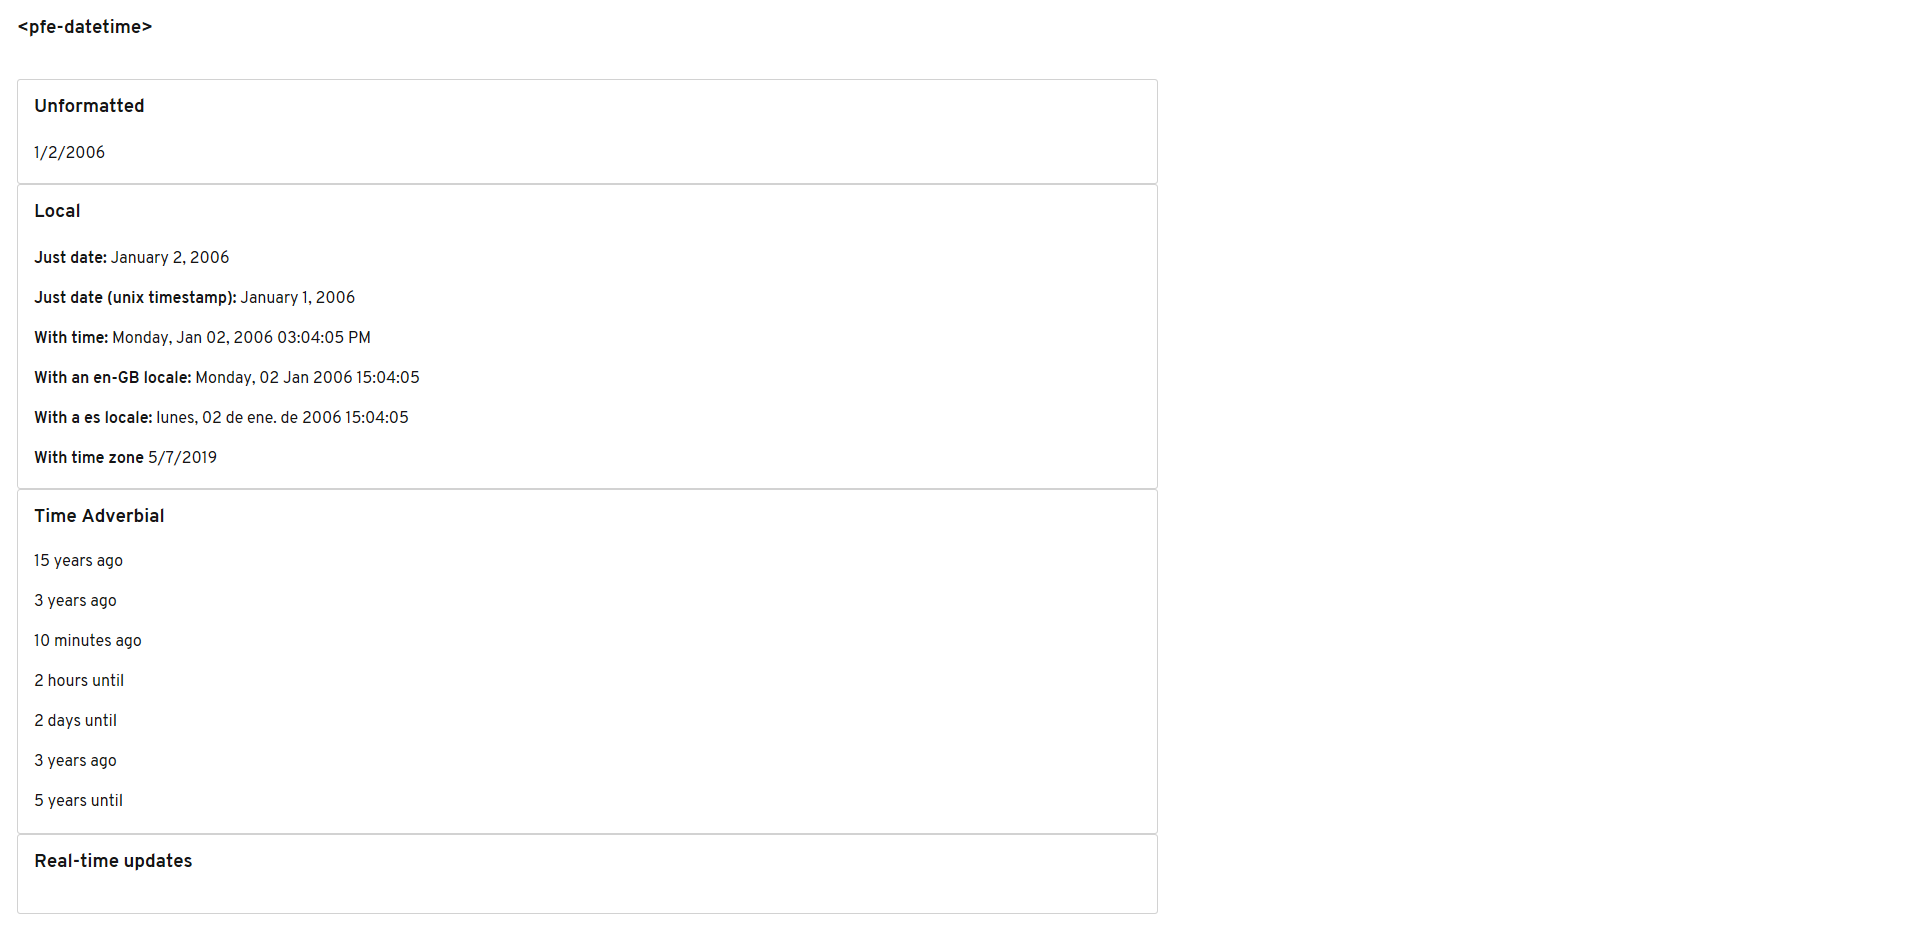 <pfe-datetime>
Unformatted
1/2/2006
Local
Just date: January 2, 2006
Just date (unix timestamp): January 1, 2006
With time: Monday, Jan 02, 2006 03:04:05 PM
With an en-GB locale: Monday, 02 Jan 2006 15:04:05
With a es locale: lunes, 02 de ene. de 2006 15:04:05
With time zone 5/7/2019
Time Adverbial
15 years ago
3 years ago
10 minutes ago
2 hours until
2 days until
3 years ago
5 years until
Real-time updates